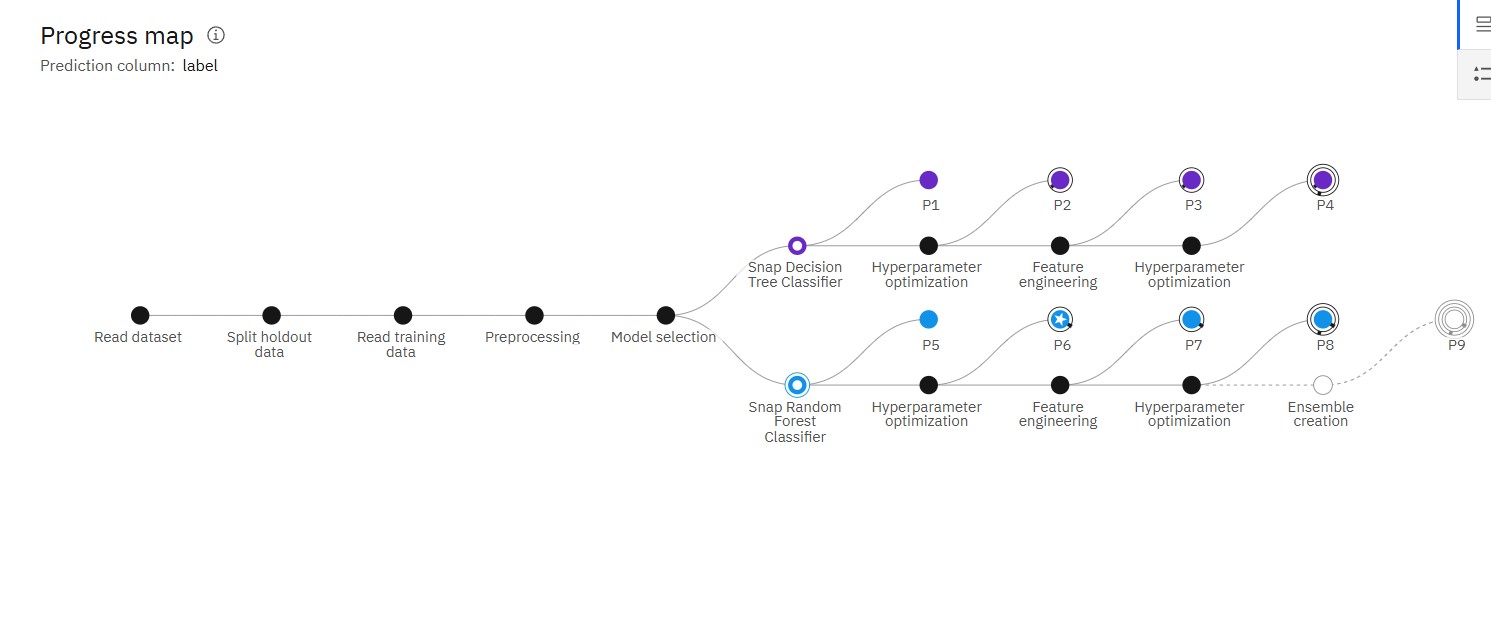 Progress map
Prediction column: label
P1
P2
P3
P4
Snap Decision
Tree Classifier
Hyperparameter
optimization
Feature
engineering
Hyperparameter
optimization
Read dataset
Split holdout
data
Read training
data
Preprocessing
Model selection
P5
P6
P7
P8
P9
Snap Random
Forest
Classifier
Hyperparameter
optimization
Feature
engineering
Hyperparameter
optimization
Ensemble
creation